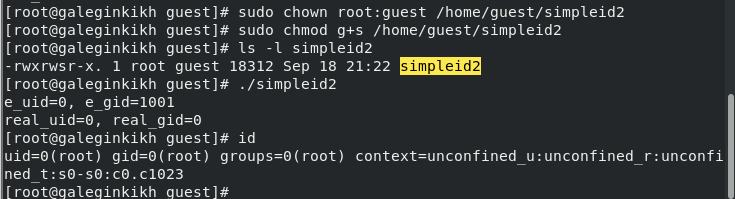 [root@galeginkikh guest]# sudo chown root:guest /home/guest/simpleid2
[root@galeginkikh guest]# sudo chmod g+s /home/guest/simpleid2
[root@galeginkikh guest]# ls -l simpleid2
-rwxrwsr-x. 1 root guest 18312 Sep 18 21:22 simpleid2
[root@galeginkikh guest]# ./simpleid2
e_uid=0, e_gid=1001
real_uid=0, real_gid=0
[root@galeginkikh guest]# id
uid=0(root) gid=0(root) groups=0(root) context=unconfined_u:unconfined_r:unconfi
ned_t:s0-s0:c0.c1023
[root@galeginkikh guest]#